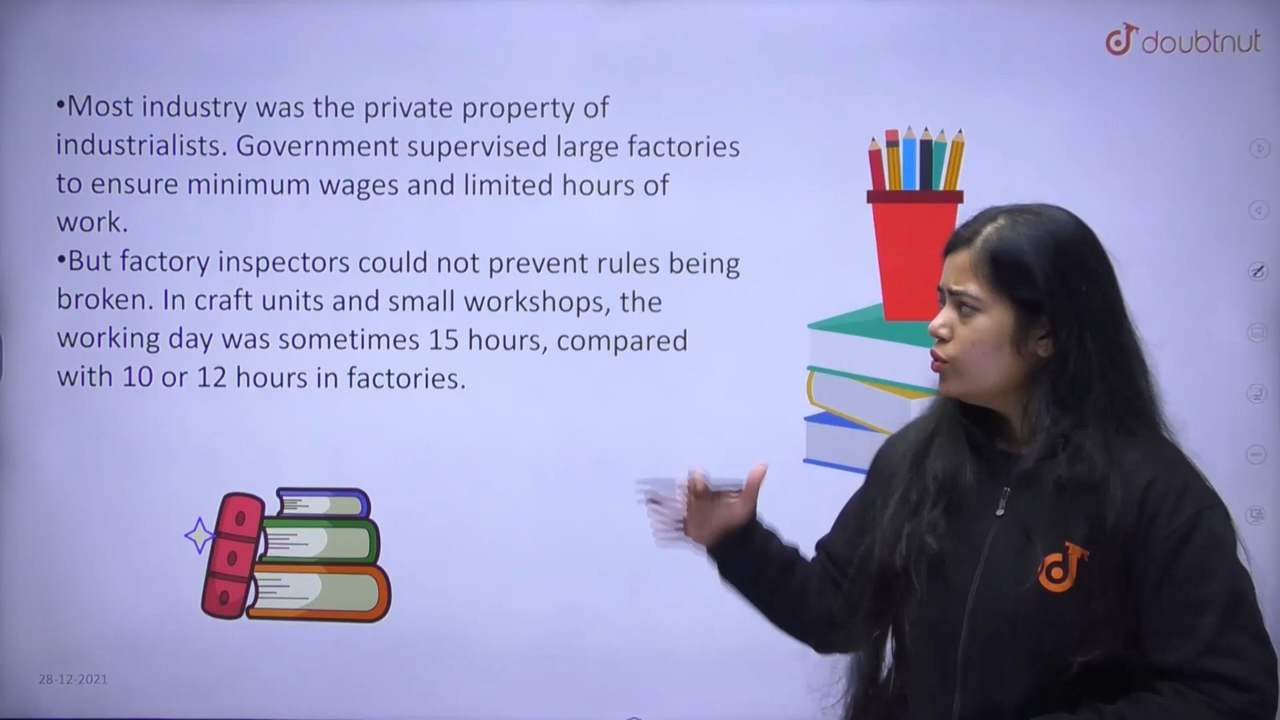 doubtnut
•Most industry was the private property of
industrialists. Government supervised large factories
to ensure minimum wages and limited hours of
work.
•But factory inspectors could not prevent rules being
broken. In craft units and small workshops, the
working day was sometimes 15 hours, compared
with 10 or 12 hours in factories.
28-12-2021